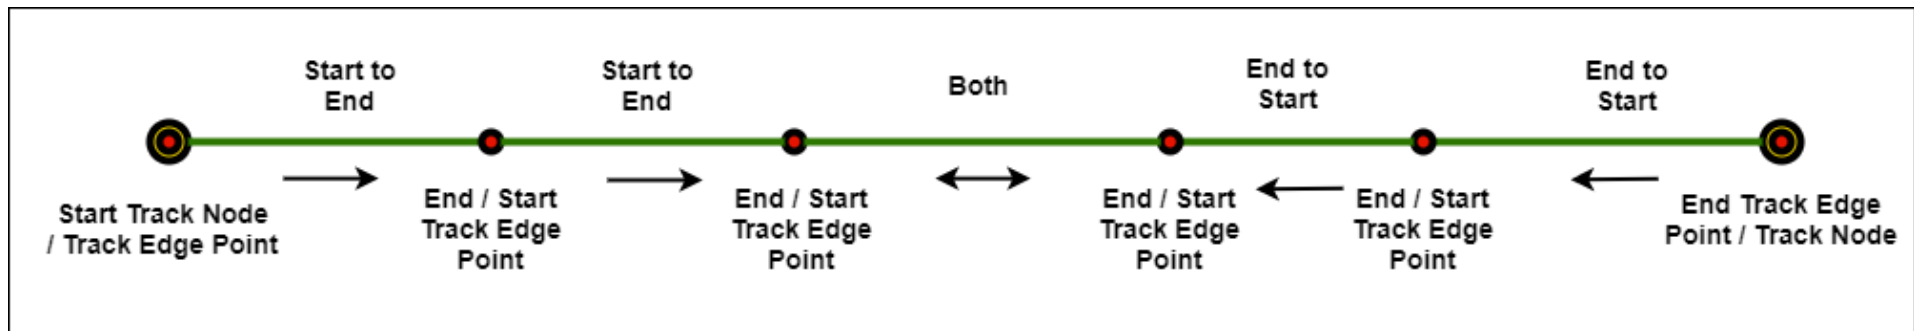 Start to
End
Start to
End
Both
End to
Start
End to
Start
Start Track Node
/ Track Edge Point
End / Start
Track Edge
Point
End / Start
Track Edge
Point
End / Start
Track Edge
Point
End / Start
Track Edge
Point
End Track Edge
Point / Track Node